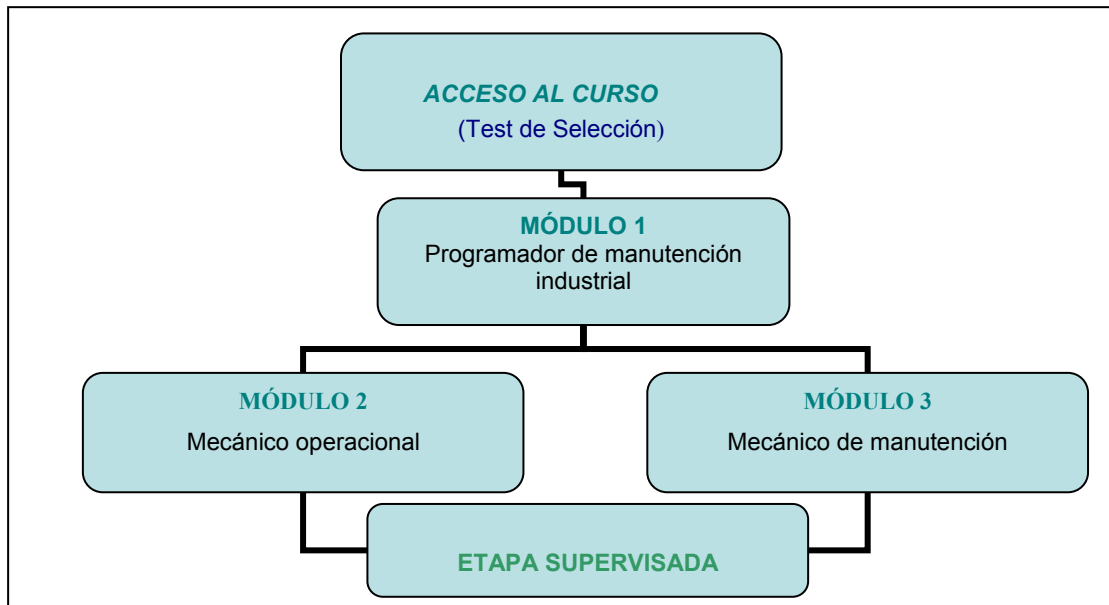 ACCESO AL CURSO
(Test de Selección)
MÓDULO 1
Programador de manutención
industrial
MÓDULO 2
Mecánico operacional
MÓDULO 3
Mecánico de manutención
ETAPA SUPERVISADA